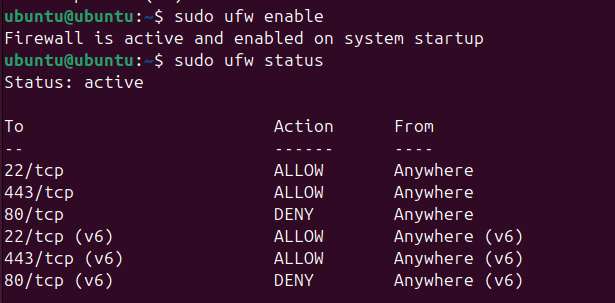 ubuntu@ubuntu:~$ sudo ufw enable
Firewall is active and enabled on system startup
ubuntu@ubuntu:~$ sudo ufw status
Status: active

To                         Action      From
--                         ------      ----
22/tcp                     ALLOW       Anywhere
443/tcp                    ALLOW       Anywhere
80/tcp                     DENY        Anywhere
22/tcp (v6)                ALLOW       Anywhere (v6)
443/tcp (v6)               ALLOW       Anywhere (v6)
80/tcp (v6)                DENY        Anywhere (v6)